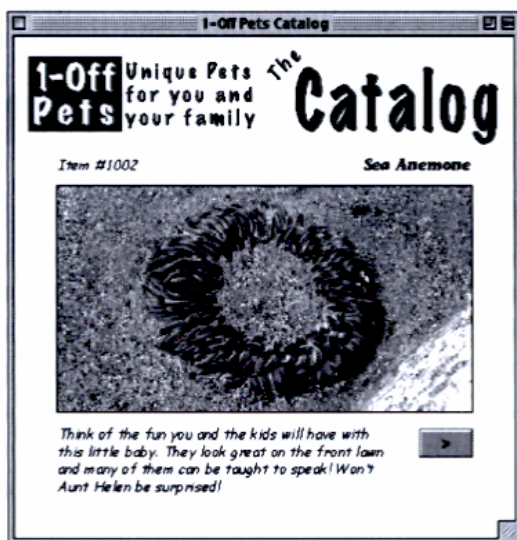 1-Off Pets Catalog
1-Off
Pets
Unique Pets
for you and
your family
The
Catalog
Item #1002
Sea Anemone
Think of the fun you and the kids will have with
this little baby. They look great on the front lawn
and many of them can be taught to speak! Won't
Aunt Helen be surprised!
>